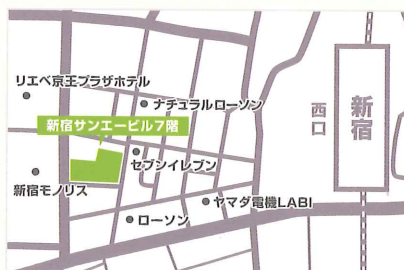 リエペ京王プラザホテル
ナチュラルローソン
新宿サンエービル7階
セブンイレブン
新宿モノリス
ローソン
ヤマダ電機LABI
西口
新宿